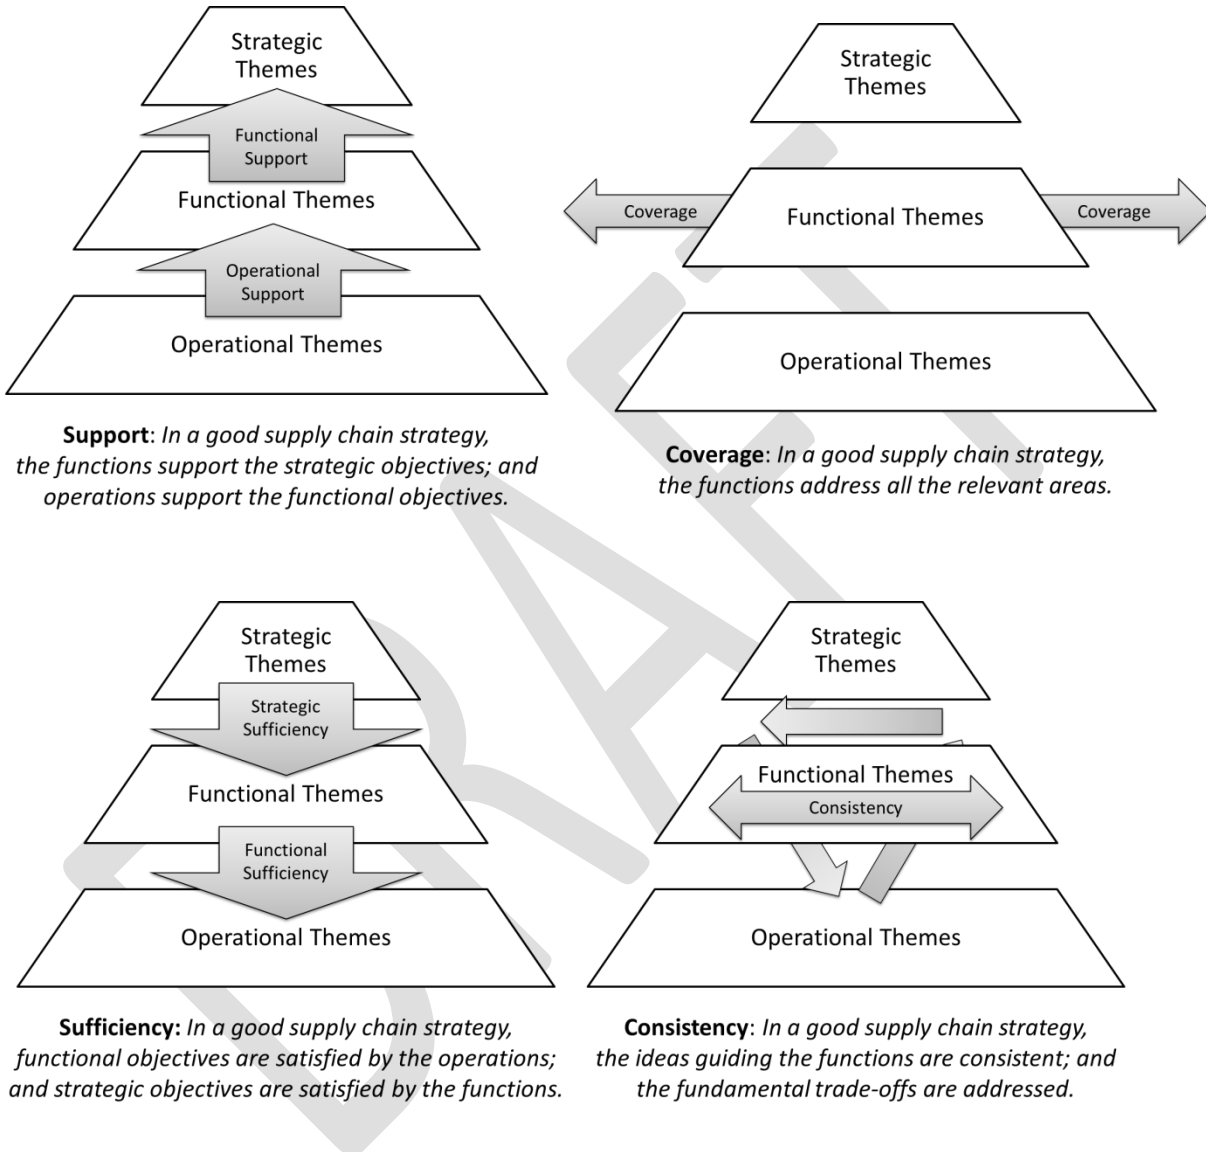 Strategic
Themes
Functional
Support
Functional Themes
Operational
Support
Operational Themes
Support: In a good supply chain strategy,
the functions support the strategic objectives; and
operations support the functional objectives.
Strategic
Themes
Coverage
Functional Themes
Coverage
Operational Themes
Coverage: In a good supply chain strategy,
the functions address all the relevant areas.
Strategic
Themes
Strategic
Sufficiency
Functional Themes
Functional
Sufficiency
Operational Themes
Sufficiency: In a good supply chain strategy,
functional objectives are satisfied by the operations;
and strategic objectives are satisfied by the functions.
Strategic
Themes
Functional Themes
Consistency
Operational Themes
Consistency: In a good supply chain strategy,
the ideas guiding the functions are consistent; and
the fundamental trade-offs are addressed.
DRAFT